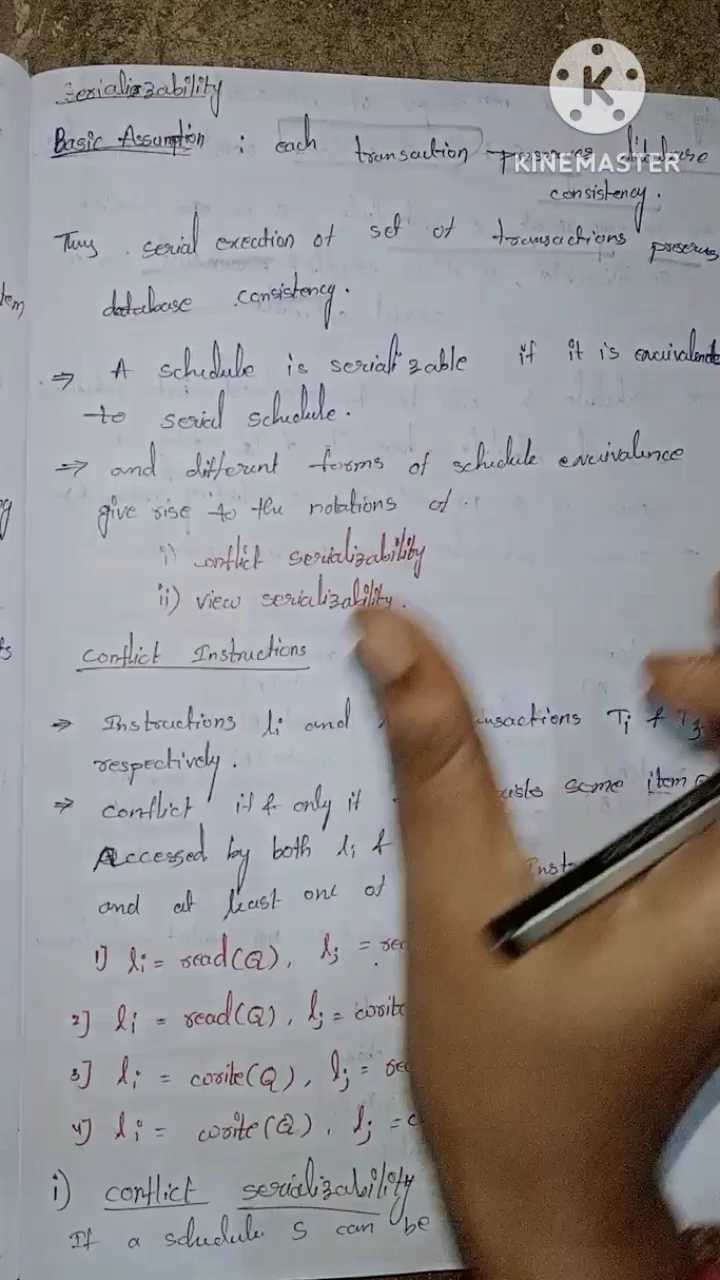 Serializability
KINEMASTER
Basic Assumption : each transaction preserves database
consistency.
Thus serial execution of set of transactions preserves
database consistency.
tem
⇒ A schedule is serializable if it is equivalence
to serial schedule.
⇒ and different forms of schedule equivalence
give rise to the notations of
i) conflict serializability
ii) view serializability.
Conflict Instructions
⇒ Instructions li and Ti &
respectively.
⇒ conflict if & only if some item
Accessed by both li &
and at least one of
1) li = read(Q), lj =
2] li = read(Q), lj =
3] li = write(Q), lj =
4] li = write(Q), lj =
i) conflict serializability
If a schedule S can be